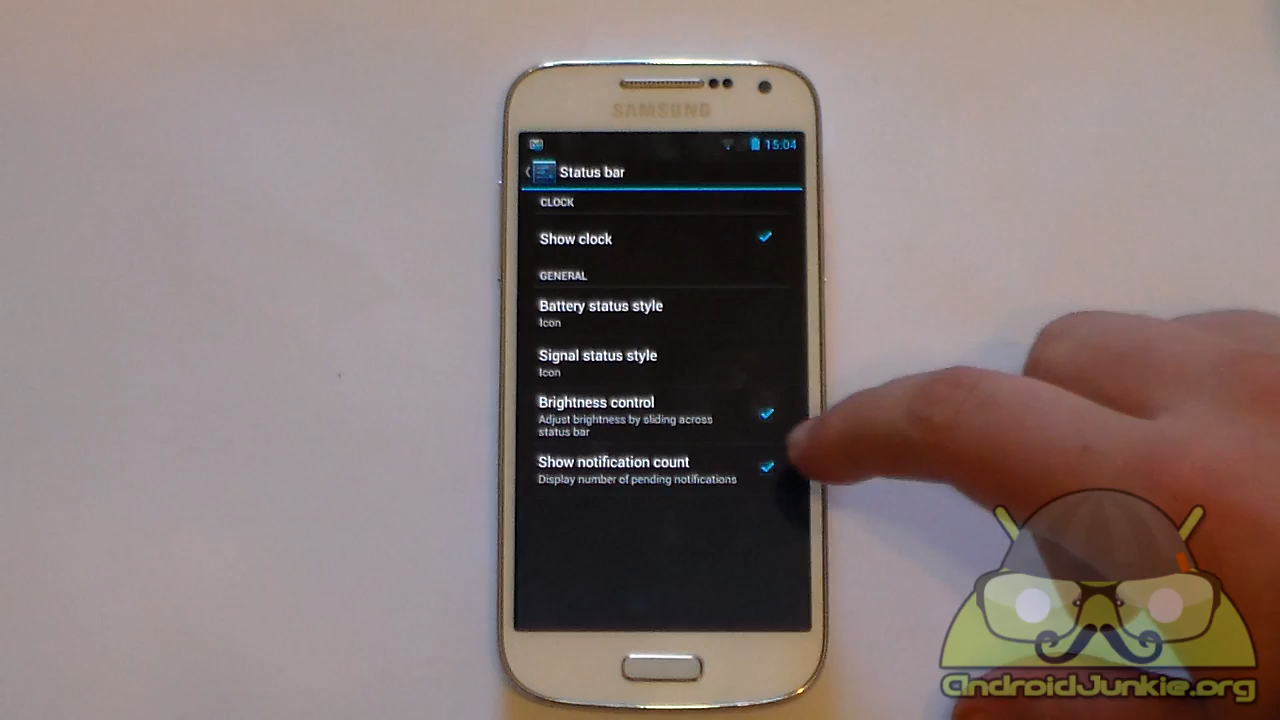 SAMSUNG
15:04
Status bar
CLOCK
Show clock
GENERAL
Battery status style
Icon
Signal status style
Icon
Brightness control
Adjust brightness by sliding across
status bar
Show notification count
Display number of pending notifications
AndroidJunkie.org